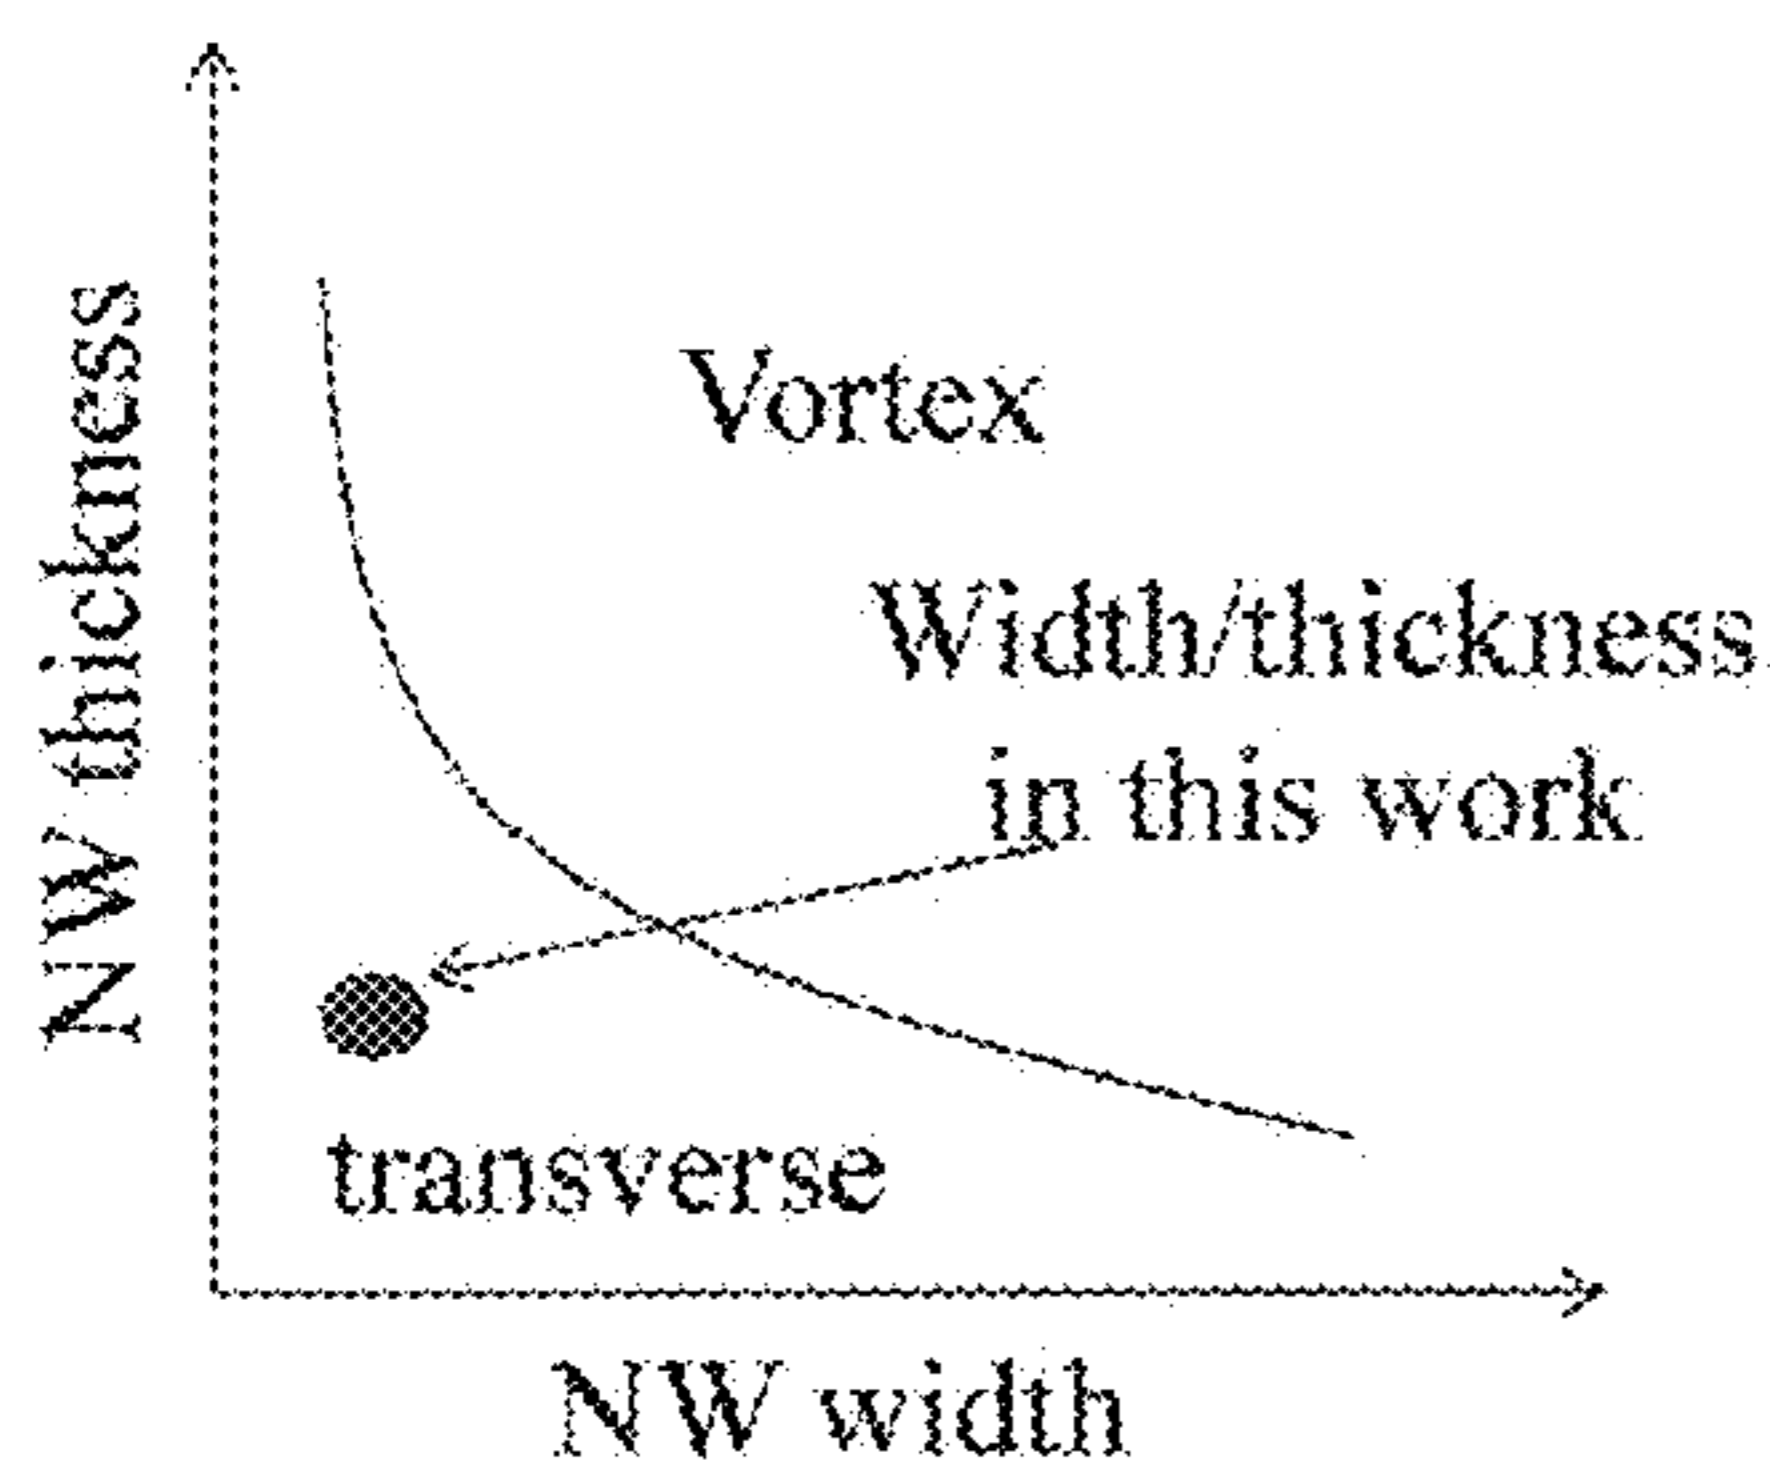 NW thickness
Vortex
Width/thickness
in this work
transverse
NW width